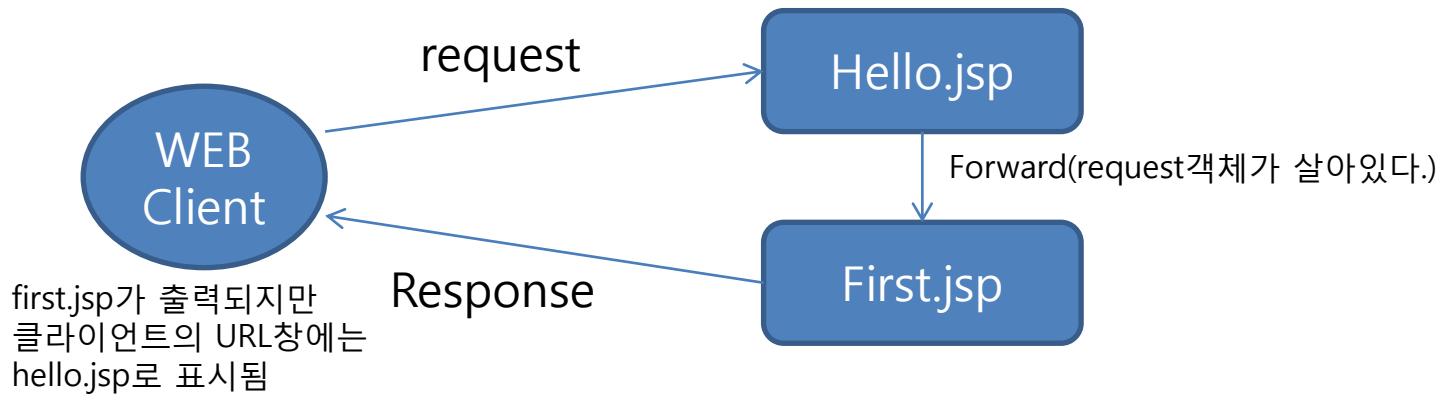 request
Hello.jsp
WEB
Client
Forward(request객체가 살아있다.)
Response
First.jsp
first.jsp가 출력되지만
클라이언트의 URL창에는
hello.jsp로 표시됨